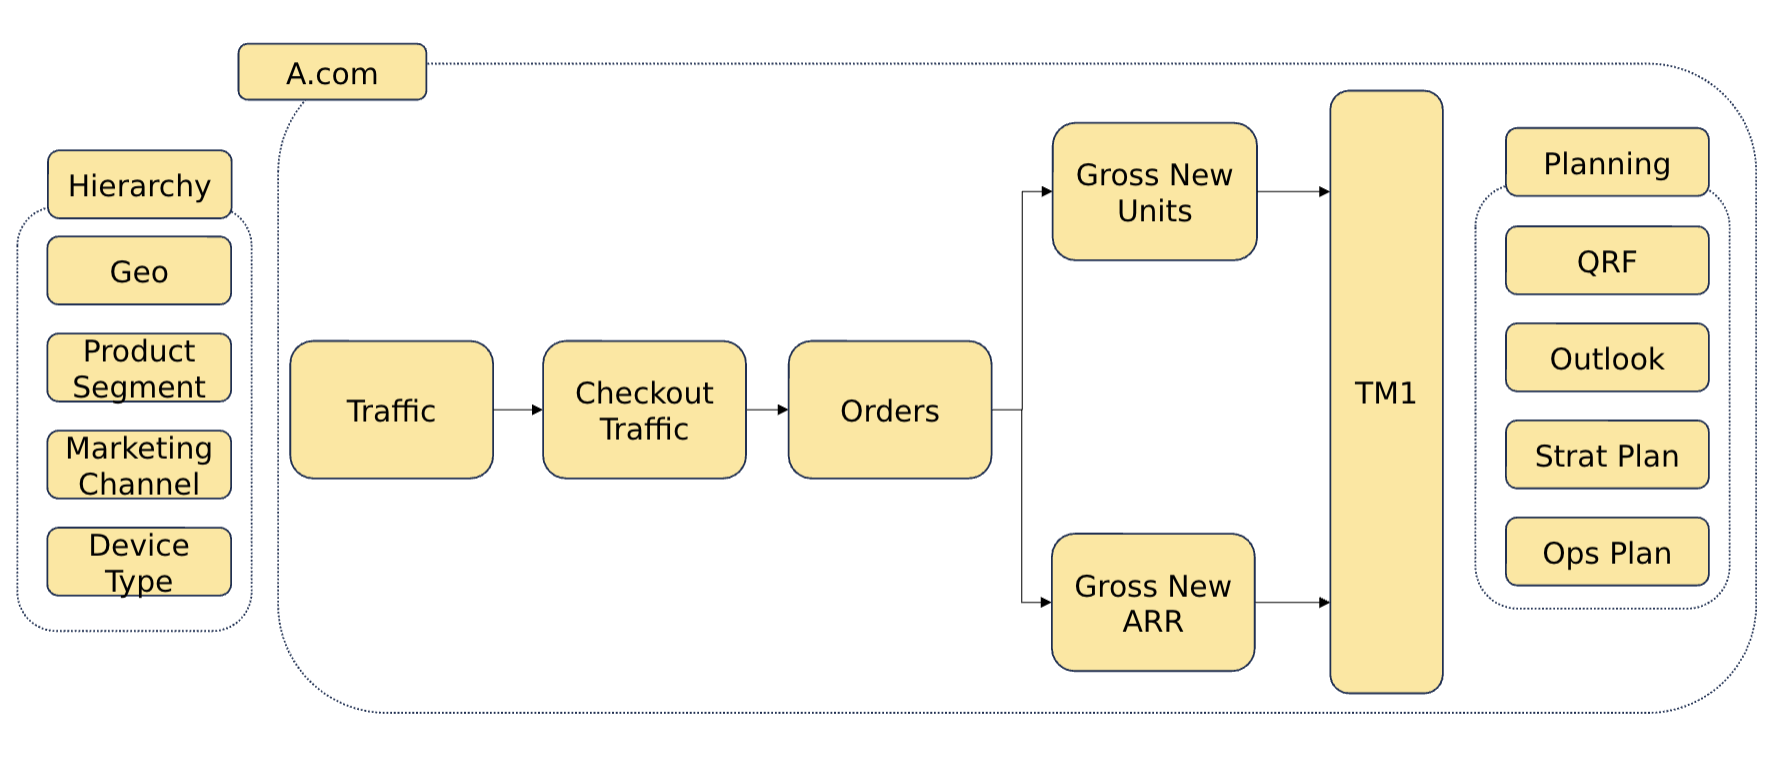 A.com
Hierarchy
Geo
Product
Segment
Marketing
Channel
Device
Type
Traffic
Checkout
Traffic
Orders
Gross New
Units
Gross New
ARR
TM1
Planning
QRF
Outlook
Strat Plan
Ops Plan